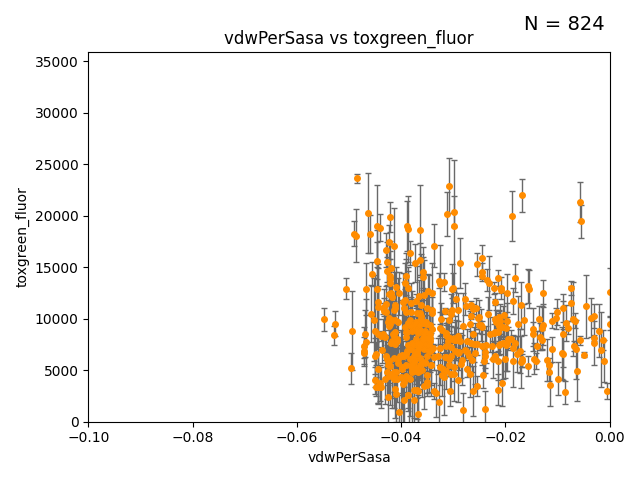 N = 824
vdwPerSasa vs toxgreen_fluor
toxgreen_fluor
35000
30000
25000
20000
15000
10000
5000
0
−0.10 −0.08 −0.06 −0.04 −0.02 0.00
vdwPerSasa